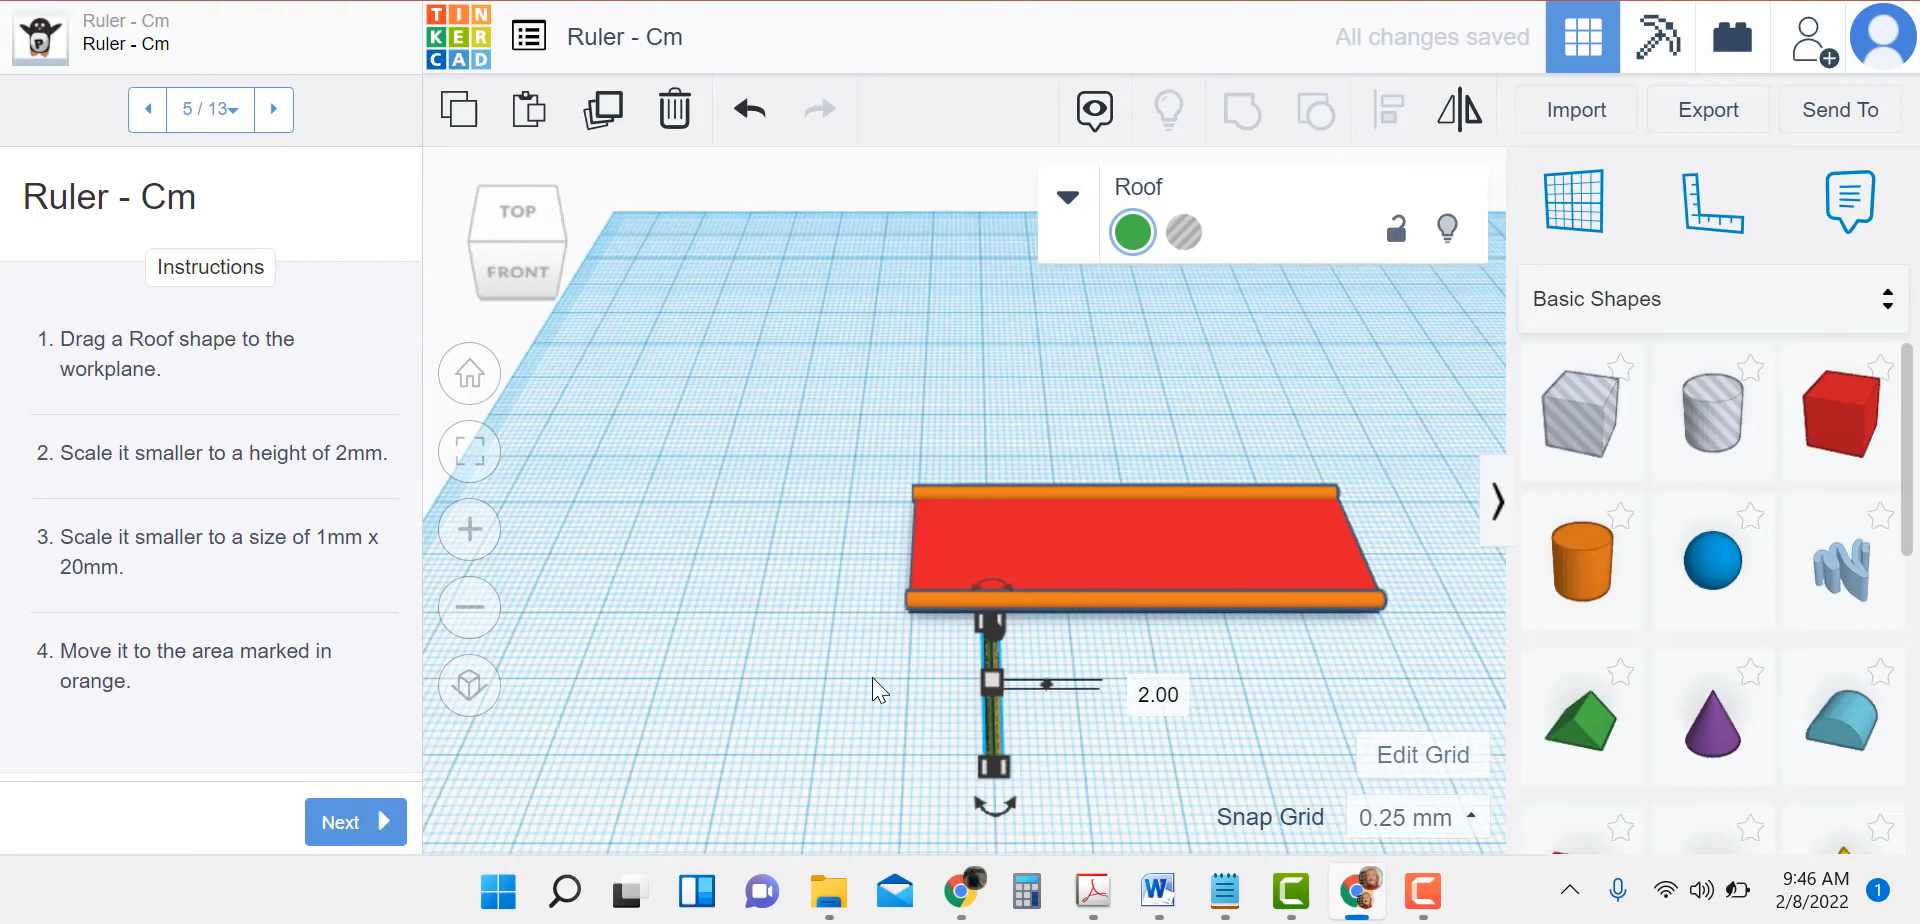 Ruler - Cm
Ruler - Cm
TIN
KER
CAD
Ruler - Cm
All changes saved
5 / 13
Import
Export
Send To
Ruler - Cm
Instructions
1. Drag a Roof shape to the
workplane.
2. Scale it smaller to a height of 2mm.
3. Scale it smaller to a size of 1mm x
20mm.
4. Move it to the area marked in
orange.
Next
TOP
FRONT
Roof
2.00
Edit Grid
Snap Grid
0.25 mm
Basic Shapes
9:46 AM
2/8/2022
1